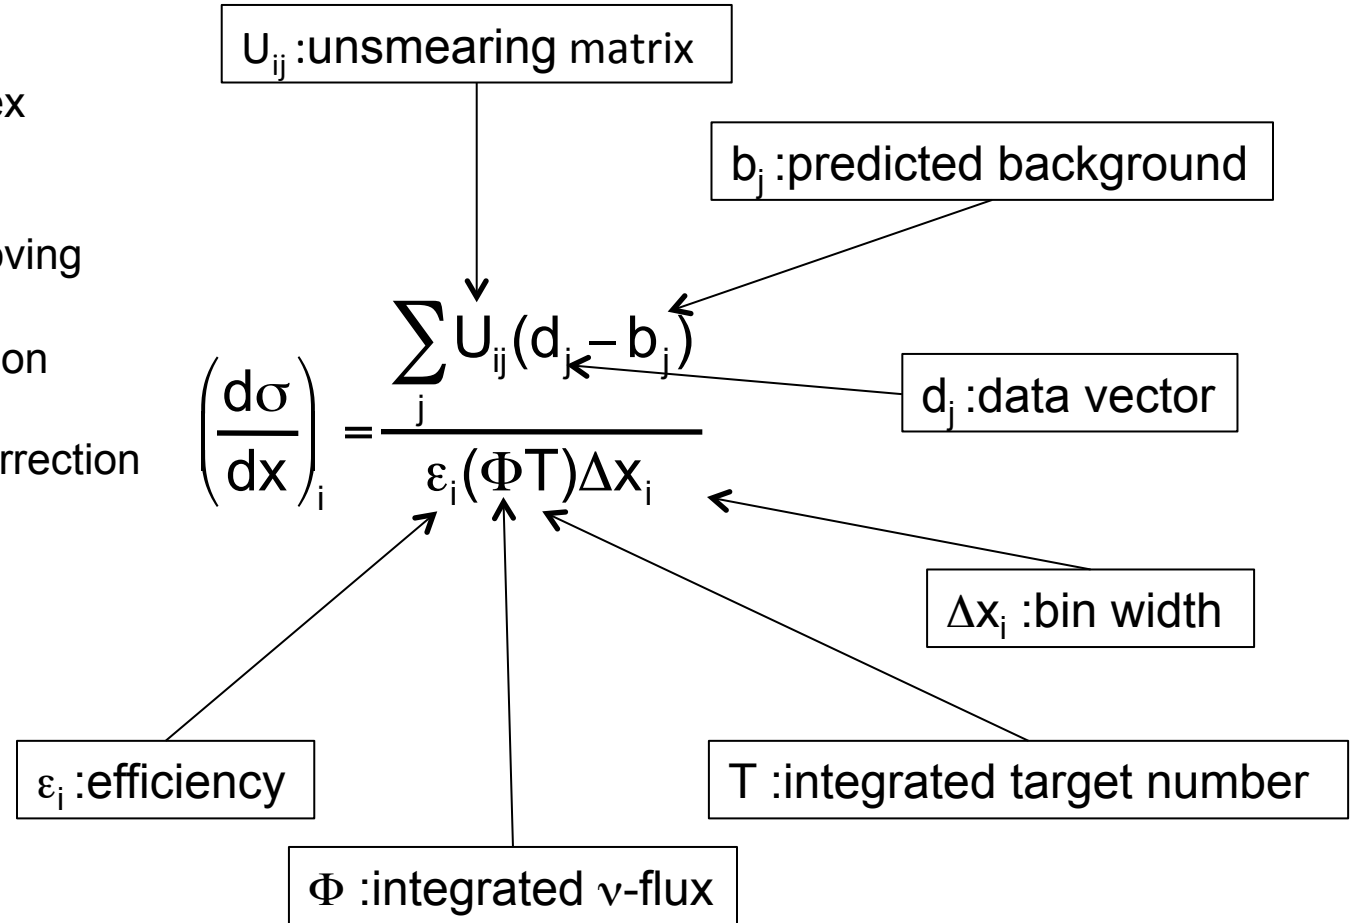 U_ij :unsmearing matrix
ex
b_j :predicted background
oving
on
rrection
(dσ/dx)_i = ∑_j U_ij(d_j – b_j) / ε_i(ΦT)Δx_i
d_j :data vector
Δx_i :bin width
ε_i :efficiency
T :integrated target number
Φ :integrated ν-flux